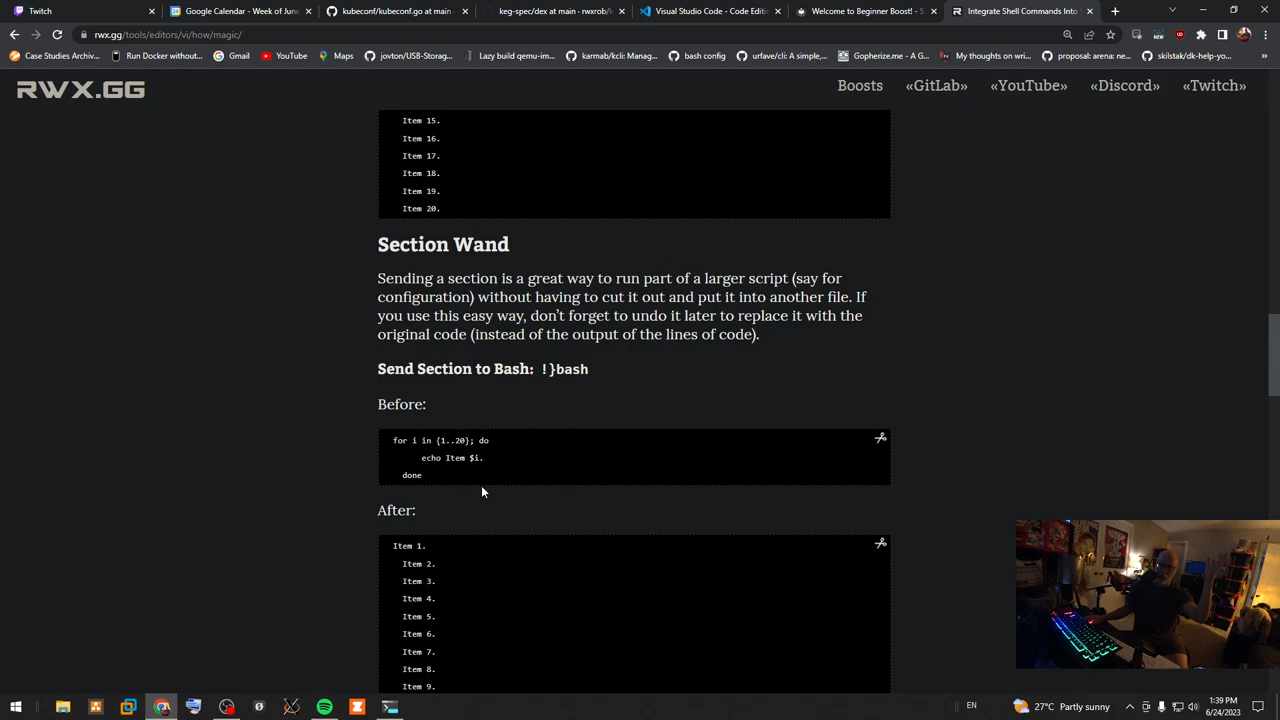 Twitch
Google Calendar - Week of June
kubeconf/kubeconf.go at main
keg-spec/dex at main · rwxrob/k
Visual Studio Code - Code Edit
Welcome to Beginner Boost! - S
Integrate Shell Commands Into
rwx.gg/tools/editors/vi/how/magic/
Case Studies Archiv...
Run Docker without...
Gmail
YouTube
Maps
joyton/USB-Storag...
Lazy build qemu-im...
karmab/kcli: Manag...
bash config
urfave/cli: A simple,...
Gopherize.me
My thoughts on wri...
proposal: arena: ne...
skilstak/dk-help-yo...
RWX.GG
Boosts
«GitLab»
«YouTube»
«Discord»
«Twitch»
Item 15.
Item 16.
Item 17.
Item 18.
Item 19.
Item 20.
Section Wand
Sending a section is a great way to run part of a larger script (say for
configuration) without having to cut it out and put it into another file. If
you use this easy way, don't forget to undo it later to replace it with the
original code (instead of the output of the lines of code).
Send Section to Bash: !}bash
Before:
for i in {1..20}; do
echo Item $i.
done
After:
Item 1.
Item 2.
Item 3.
Item 4.
Item 5.
Item 6.
Item 7.
Item 8.
Item 9.
27°C Partly sunny
EN
1:39 PM
6/24/2023